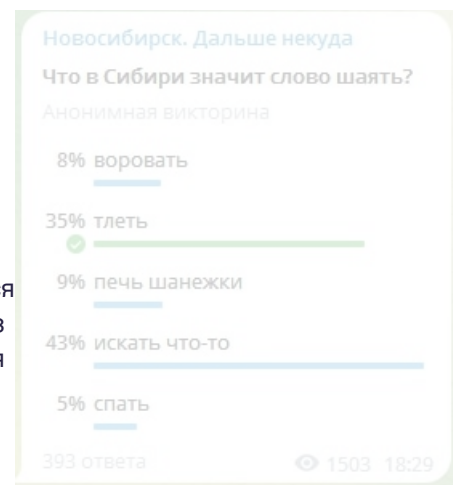 Новосибирск. Дальше некуда
Что в Сибири значит слово шаять?
Анонимная викторина
8% воровать
35% тлеть
9% печь шанежки
ся
в
43% искать что-то
я
5% спать
393 ответа 1503 18:29